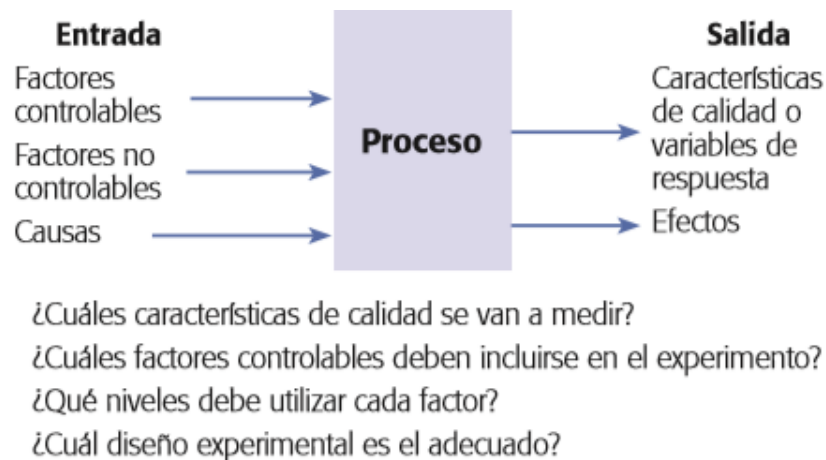 Entrada
Factores
controlables
Factores no
controlables
Causas
Proceso
Salida
Características
de calidad o
variables de
respuesta
Efectos
¿Cuáles características de calidad se van a medir?
¿Cuáles factores controlables deben incluirse en el experimento?
¿Qué niveles debe utilizar cada factor?
¿Cuál diseño experimental es el adecuado?